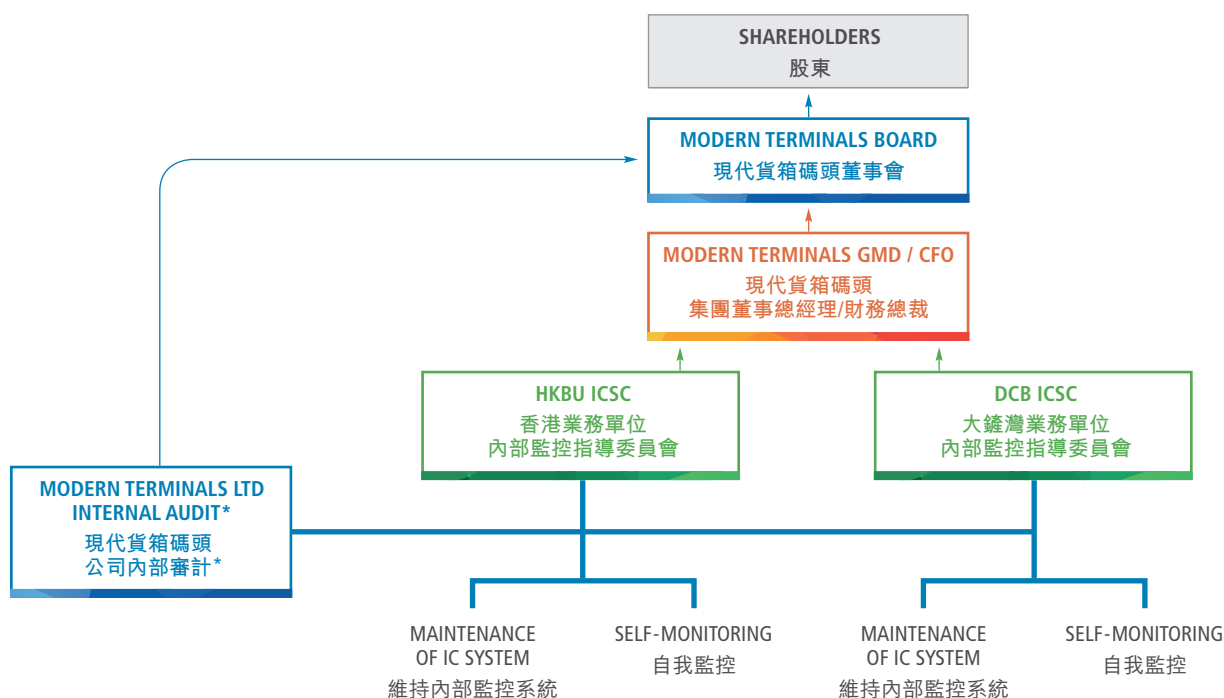 SHAREHOLDERS
股東
MODERN TERMINALS BOARD
現代貨箱碼頭董事會
MODERN TERMINALS GMD / CFO
現代貨箱碼頭
集團董事總經理/財務總裁
HKBU ICSC
香港業務單位
內部監控指導委員會
DCB ICSC
大鏟灣業務單位
內部監控指導委員會
MODERN TERMINALS LTD
INTERNAL AUDIT*
現代貨箱碼頭
公司內部審計*
MAINTENANCE
OF IC SYSTEM
維持內部監控系統
SELF-MONITORING
自我監控
MAINTENANCE
OF IC SYSTEM
維持內部監控系統
SELF-MONITORING
自我監控